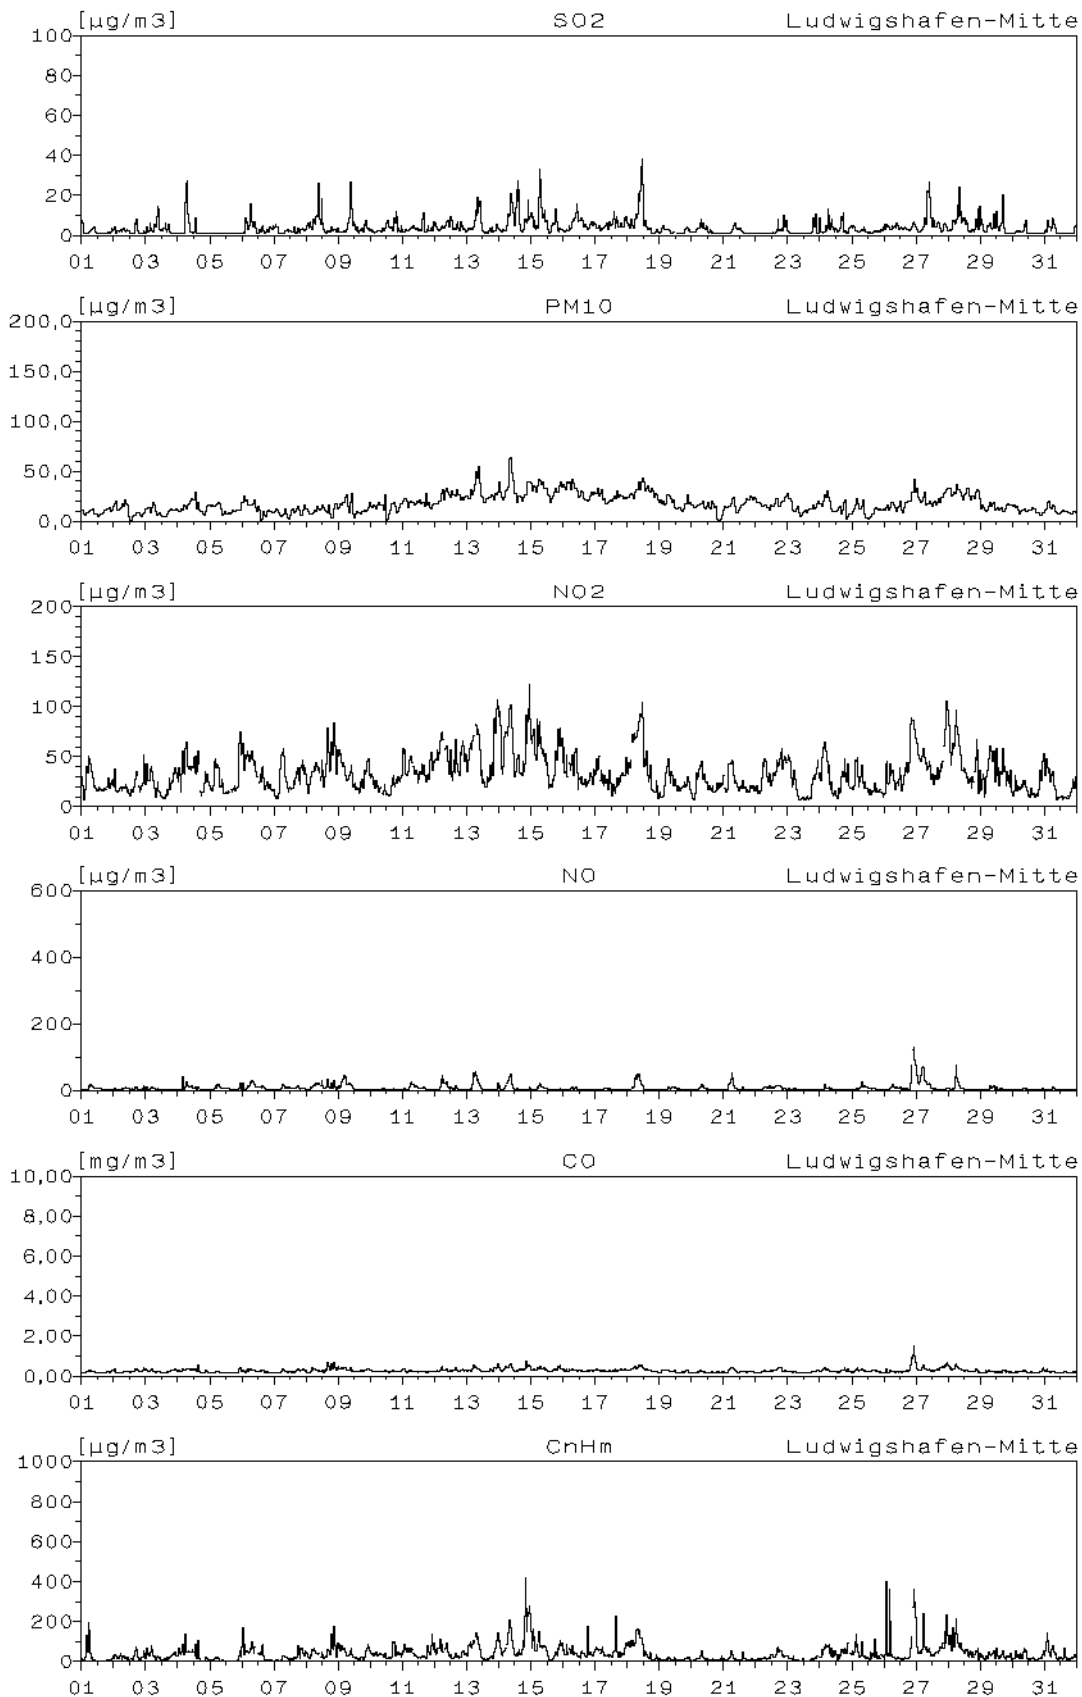 [µg/m3] SO2 Ludwigshafen-Mitte
100
80
60
40
20
0
01 03 05 07 09 11 13 15 17 19 21 23 25 27 29 31
[µg/m3] PM10 Ludwigshafen-Mitte
200,0
150,0
100,0
50,0
0,0
01 03 05 07 09 11 13 15 17 19 21 23 25 27 29 31
[µg/m3] NO2 Ludwigshafen-Mitte
200
150
100
50
0
01 03 05 07 09 11 13 15 17 19 21 23 25 27 29 31
[µg/m3] NO Ludwigshafen-Mitte
600
400
200
0
01 03 05 07 09 11 13 15 17 19 21 23 25 27 29 31
[mg/m3] CO Ludwigshafen-Mitte
10,00
8,00
6,00
4,00
2,00
0,00
01 03 05 07 09 11 13 15 17 19 21 23 25 27 29 31
[µg/m3] CnHm Ludwigshafen-Mitte
1000
800
600
400
200
0
01 03 05 07 09 11 13 15 17 19 21 23 25 27 29 31